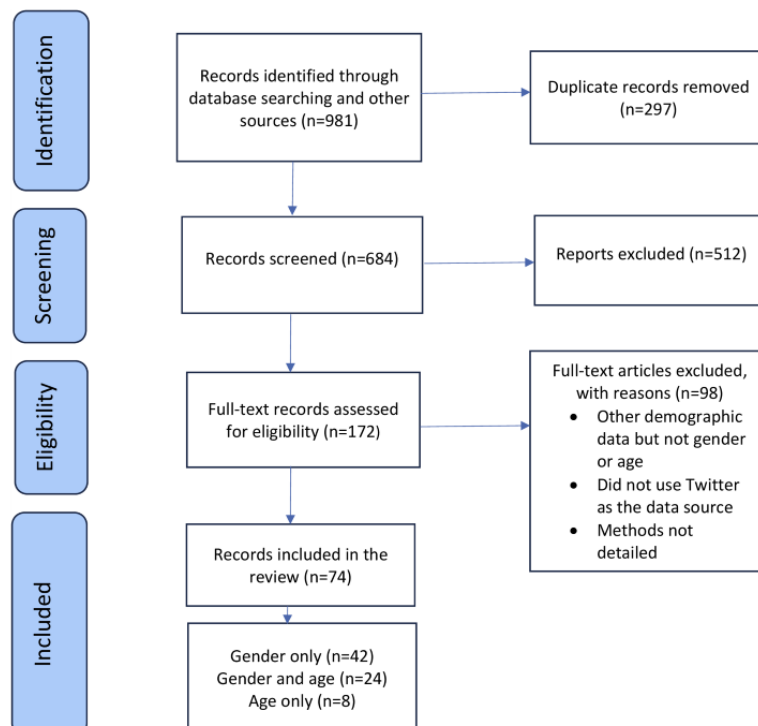 Identification
Records identified through
database searching and other
sources (n=981)
Duplicate records removed
(n=297)
Screening
Records screened (n=684)
Reports excluded (n=512)
Eligibility
Full-text records assessed
for eligibility (n=172)
Full-text articles excluded,
with reasons (n=98)
• Other demographic
data but not gender
or age
• Did not use Twitter
as the data source
• Methods not
detailed
Included
Records included in the
review (n=74)
Gender only (n=42)
Gender and age (n=24)
Age only (n=8)